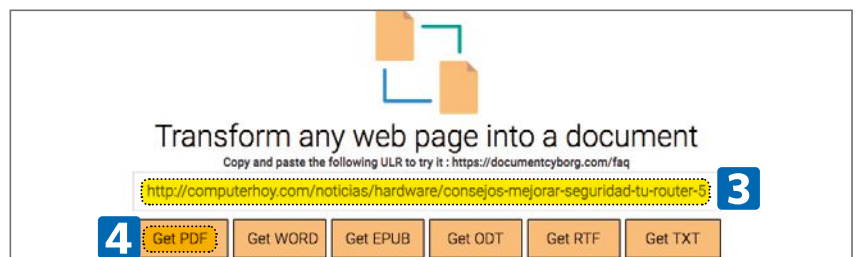 Transform any web page into a document
Copy and paste the following ULR to try it : https://documentcyborg.com/faq
http://computerhoy.com/noticias/hardware/consejos-mejorar-seguridad-tu-router-5 3
4 Get PDF Get WORD Get EPUB Get ODT Get RTF Get TXT